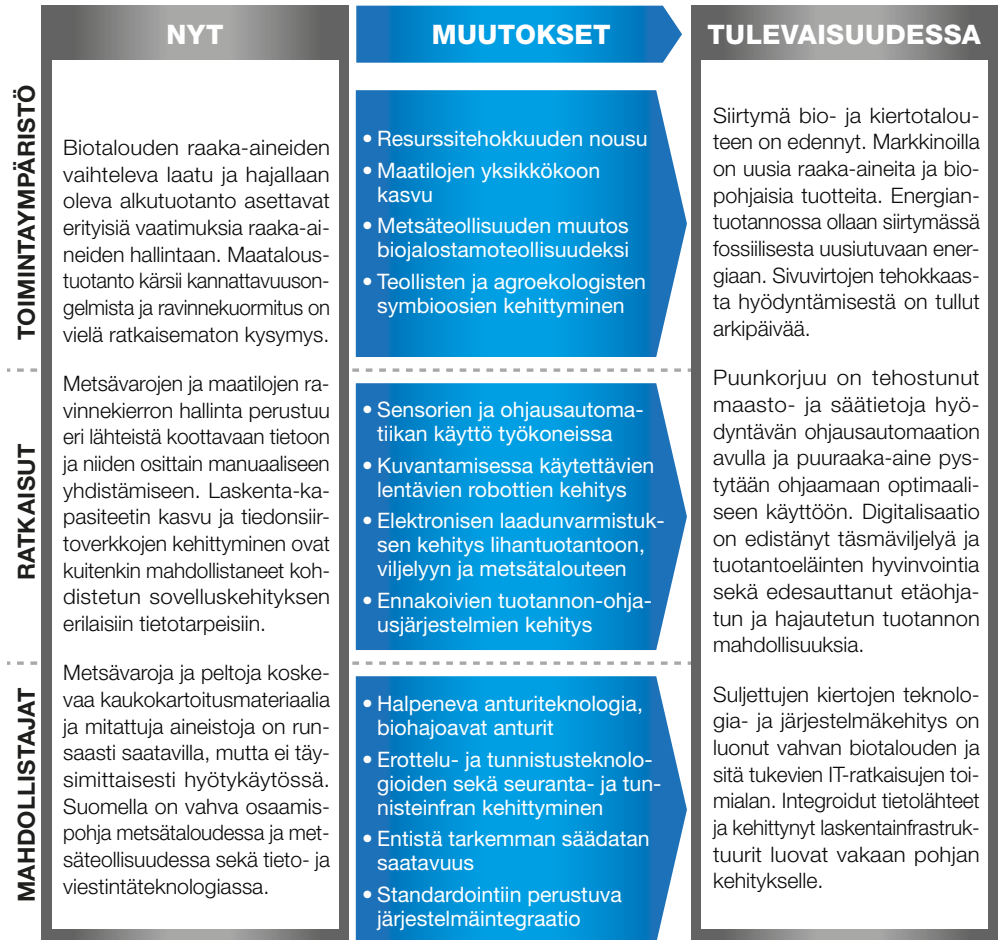 NYT
MUUTOKSET
TULEVAISUUDESSA
TOIMINTAYMPÄRISTÖ
Biotalouden raaka-aineiden
vaihteleva laatu ja hajallaan
oleva alkutuotanto asettavat
erityisiä vaatimuksia raaka-ai-
neiden hallintaan. Maatalous-
tuotanto kärsii kannattavuuson-
gelmista ja ravinnekuormitus on
vielä ratkaisematon kysymys.
• Resurssitehokkuuden nousu
• Maatilojen yksikkökoon
kasvu
• Metsäteollisuuden muutos
biojalostamoteollisuudeksi
• Teollisten ja agroekologisten
symbioosien kehittyminen
Siirtymä bio- ja kiertotalou-
teen on edennyt. Markkinoilla
on uusia raaka-aineita ja bio-
pohjaisia tuotteita. Energian-
tuotannossa ollaan siirtymässä
fossiilisesta uusiutuvaan ener-
giaan. Sivuvirtojen tehokkaas-
ta hyödyntämisestä on tullut
arkipäivää.
RATKAISUT
Metsävarojen ja maatilojen ra-
vinnekierron hallinta perustuu
eri lähteistä koottavaan tietoon
ja niiden osittain manuaaliseen
yhdistämiseen. Laskenta-ka-
pasiteetin kasvu ja tiedonsiir-
toverkkojen kehittyminen ovat
kuitenkin mahdollistaneet koh-
distetun sovelluskehityksen
erilaisiin tietotarpeisiin.
• Sensorien ja ohjausautoma-
tiikan käyttö työkoneissa
• Kuvantamisessa käytettävien
lentävien robottien kehitys
• Elektronisen laadunvarmistuk-
sen kehitys lihantuotantoon,
viljelyyn ja metsätalouteen
• Ennakoivien tuotannon-ohja-
usjärjestelmien kehitys
Puunkorjuu on tehostunut
maasto- ja säätietoja hyö-
dyntävän ohjausautomaation
avulla ja puuraaka-aine pys-
tytään ohjaamaan optimaali-
seen käyttöön. Digitalisaatio
on edistänyt täsmäviljelyä ja
tuotantoeläinten hyvinvointia
sekä edesauttanut etäohja-
tun ja hajautetun tuotannon
mahdollisuuksia.
MAHDOLLISTAJAT
Metsävaroja ja peltoja koske-
vaa kaukokartoitusmateriaalia
ja mitattuja aineistoja on run-
saasti saatavilla, mutta ei täy-
simittaisesti hyötykäytössä.
Suomella on vahva osaamis-
pohja metsätaloudessa ja met-
säteollisuudessa sekä tieto- ja
viestintäteknologiassa.
• Halpeneva anturiteknologia,
biohajoavat anturit
• Erottelu- ja tunnistusteknolo-
gioiden sekä seuranta- ja tun-
nisteinfran kehittyminen
• Entistä tarkemman säädatan
saatavuus
• Standardointiin perustuva
järjestelmäintegraatio
Suljettujen kiertojen teknolo-
gia- ja järjestelmäkehitys on
luonut vahvan biotalouden ja
sitä tukevien IT-ratkaisujen toi-
mialan. Integroidut tietolähteet
ja kehittynyt laskentainfrastruk-
tuurit luovat vakaan pohjan
kehitykselle.